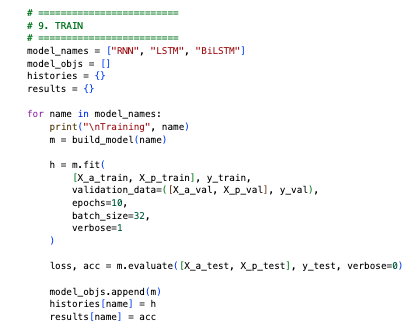 # =========================
# 9. TRAIN
# =========================
model_names = ["RNN", "LSTM", "BiLSTM"]
model_objs = []
histories = {}
results = {}

for name in model_names:
    print("\nTraining", name)
    m = build_model(name)

    h = m.fit(
        [X_a_train, X_p_train], y_train,
        validation_data=([X_a_val, X_p_val], y_val),
        epochs=10,
        batch_size=32,
        verbose=1
    )

    loss, acc = m.evaluate([X_a_test, X_p_test], y_test, verbose=0)

    model_objs.append(m)
    histories[name] = h
    results[name] = acc